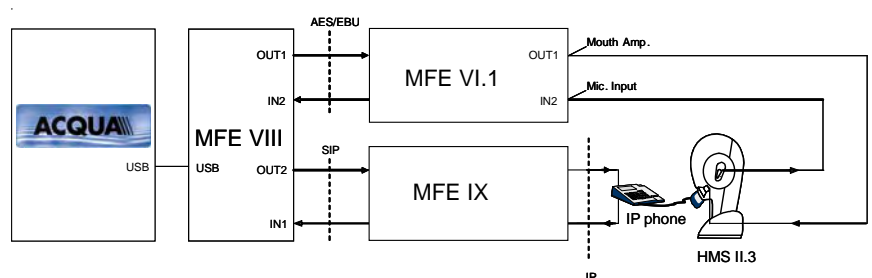 ACQUA
USB
MFE VIII
USB
OUT1
IN2
OUT2
IN1
AES/EBU
SIP
MFE VI.1
OUT1
IN2
Mouth Amp.
Mic. Input
MFE IX
IP phone
HMS II.3
IP